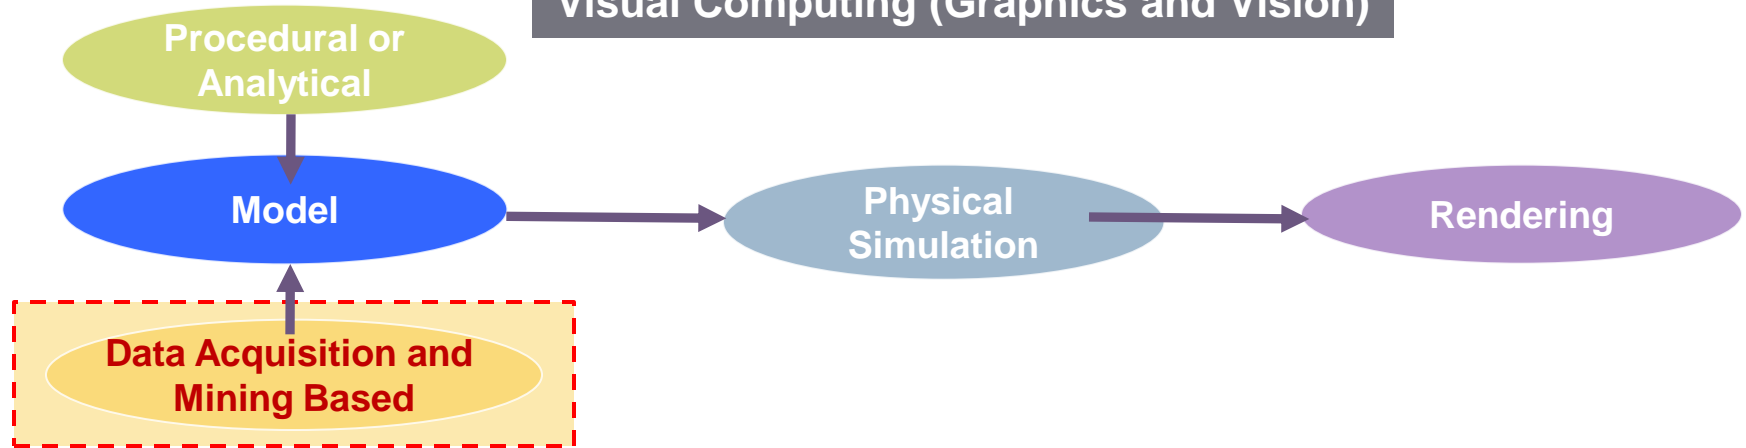 Visual Computing (Graphics and Vision)
Procedural or
Analytical
Model
Physical
Simulation
Rendering
Data Acquisition and
Mining Based